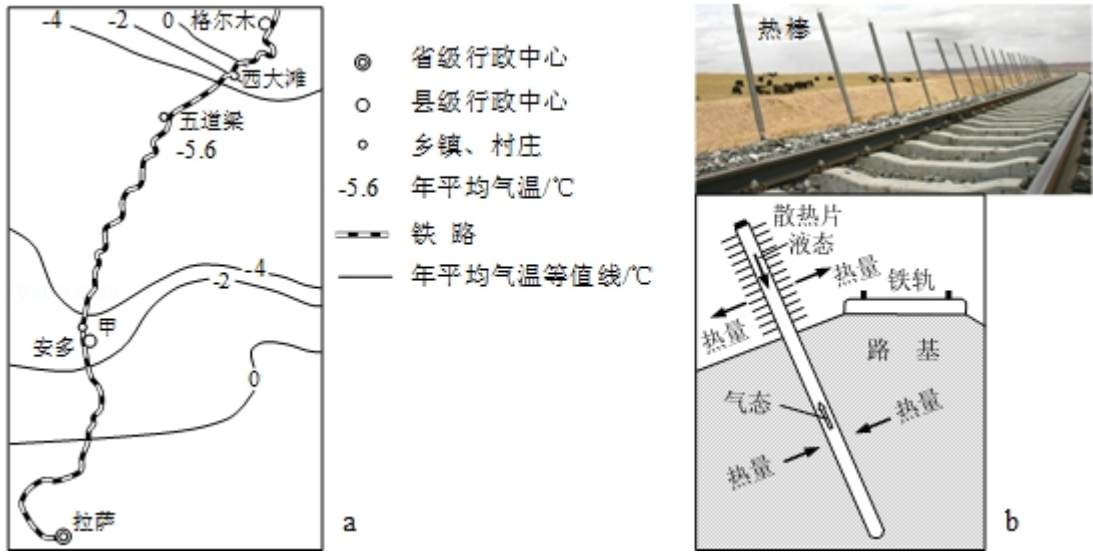 -4
-2
0
格尔木
西大滩
五道梁
-5.6
-4
-2
甲
安多
0
拉萨
a
省级行政中心
县级行政中心
乡镇、村庄
-5.6 年平均气温/℃
铁 路
年平均气温等值线/℃
热棒
散热片
液态
热量
热量
铁轨
路 基
气态
热量
热量
b